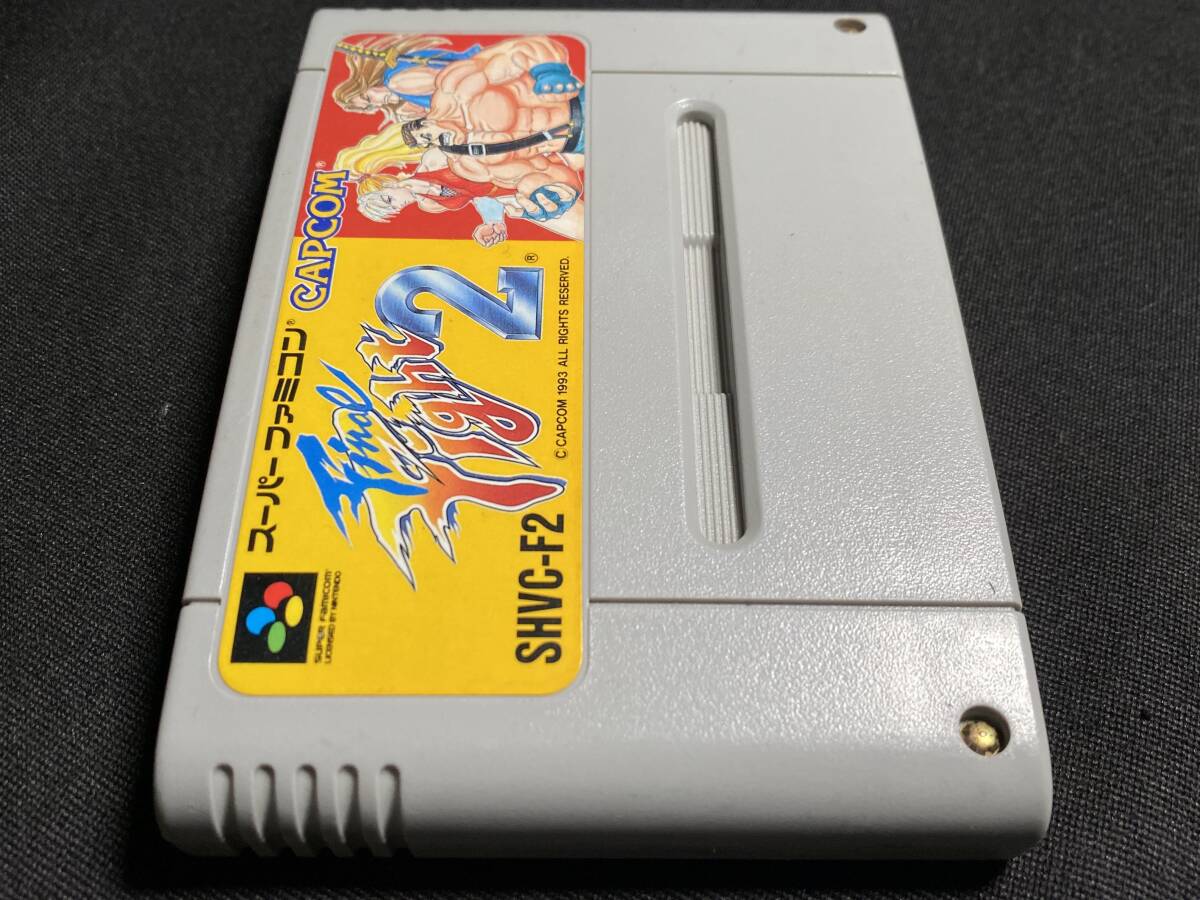 スーパーファミコン®
CAPCOM®
Final
Fight 2®
SUPER FAMICOM
LICENSED BY NINTENDO
SHVC-F2
© CAPCOM 1993 ALL RIGHTS RESERVED.